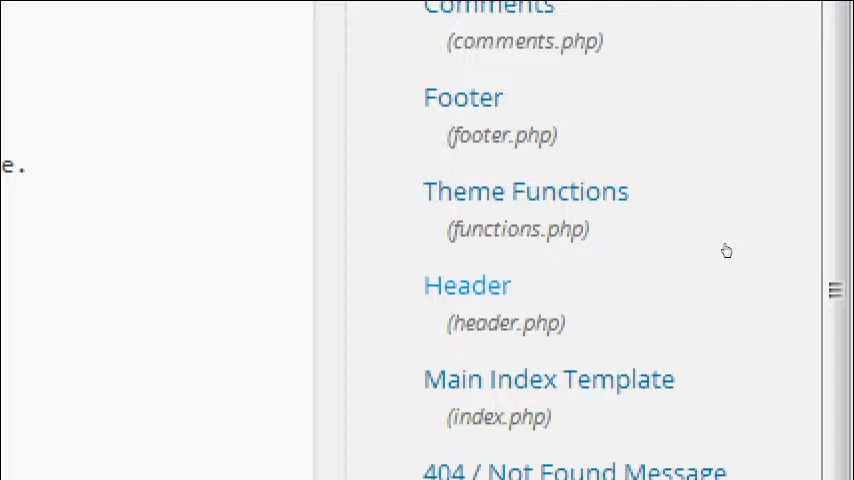 Comments
(comments.php)
Footer
(footer.php)
e.
Theme Functions
(functions.php)
Header
(header.php)
Main Index Template
(index.php)
404 / Not Found Message